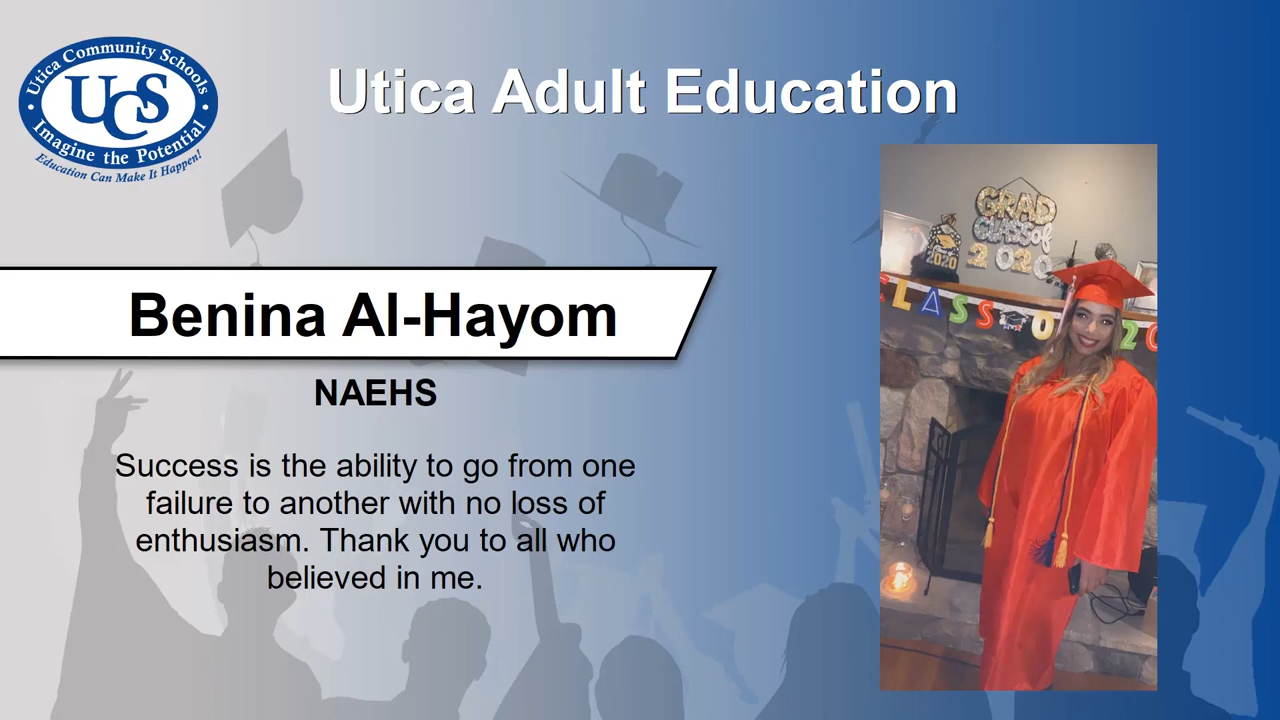 Utica Community Schools
UCS
Imagine the Potential
Education Can Make It Happen!
Utica Adult Education
Benina Al-Hayom
NAEHS
Success is the ability to go from one
failure to another with no loss of
enthusiasm. Thank you to all who
believed in me.
GRAD
CLASS of
2020
2020
CLASS O 20